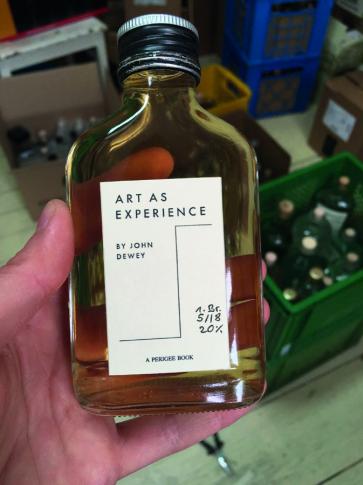 ART AS
EXPERIENCE
BY JOHN
DEWEY
1. Br.
5/18
20%
A PERIGEE BOOK